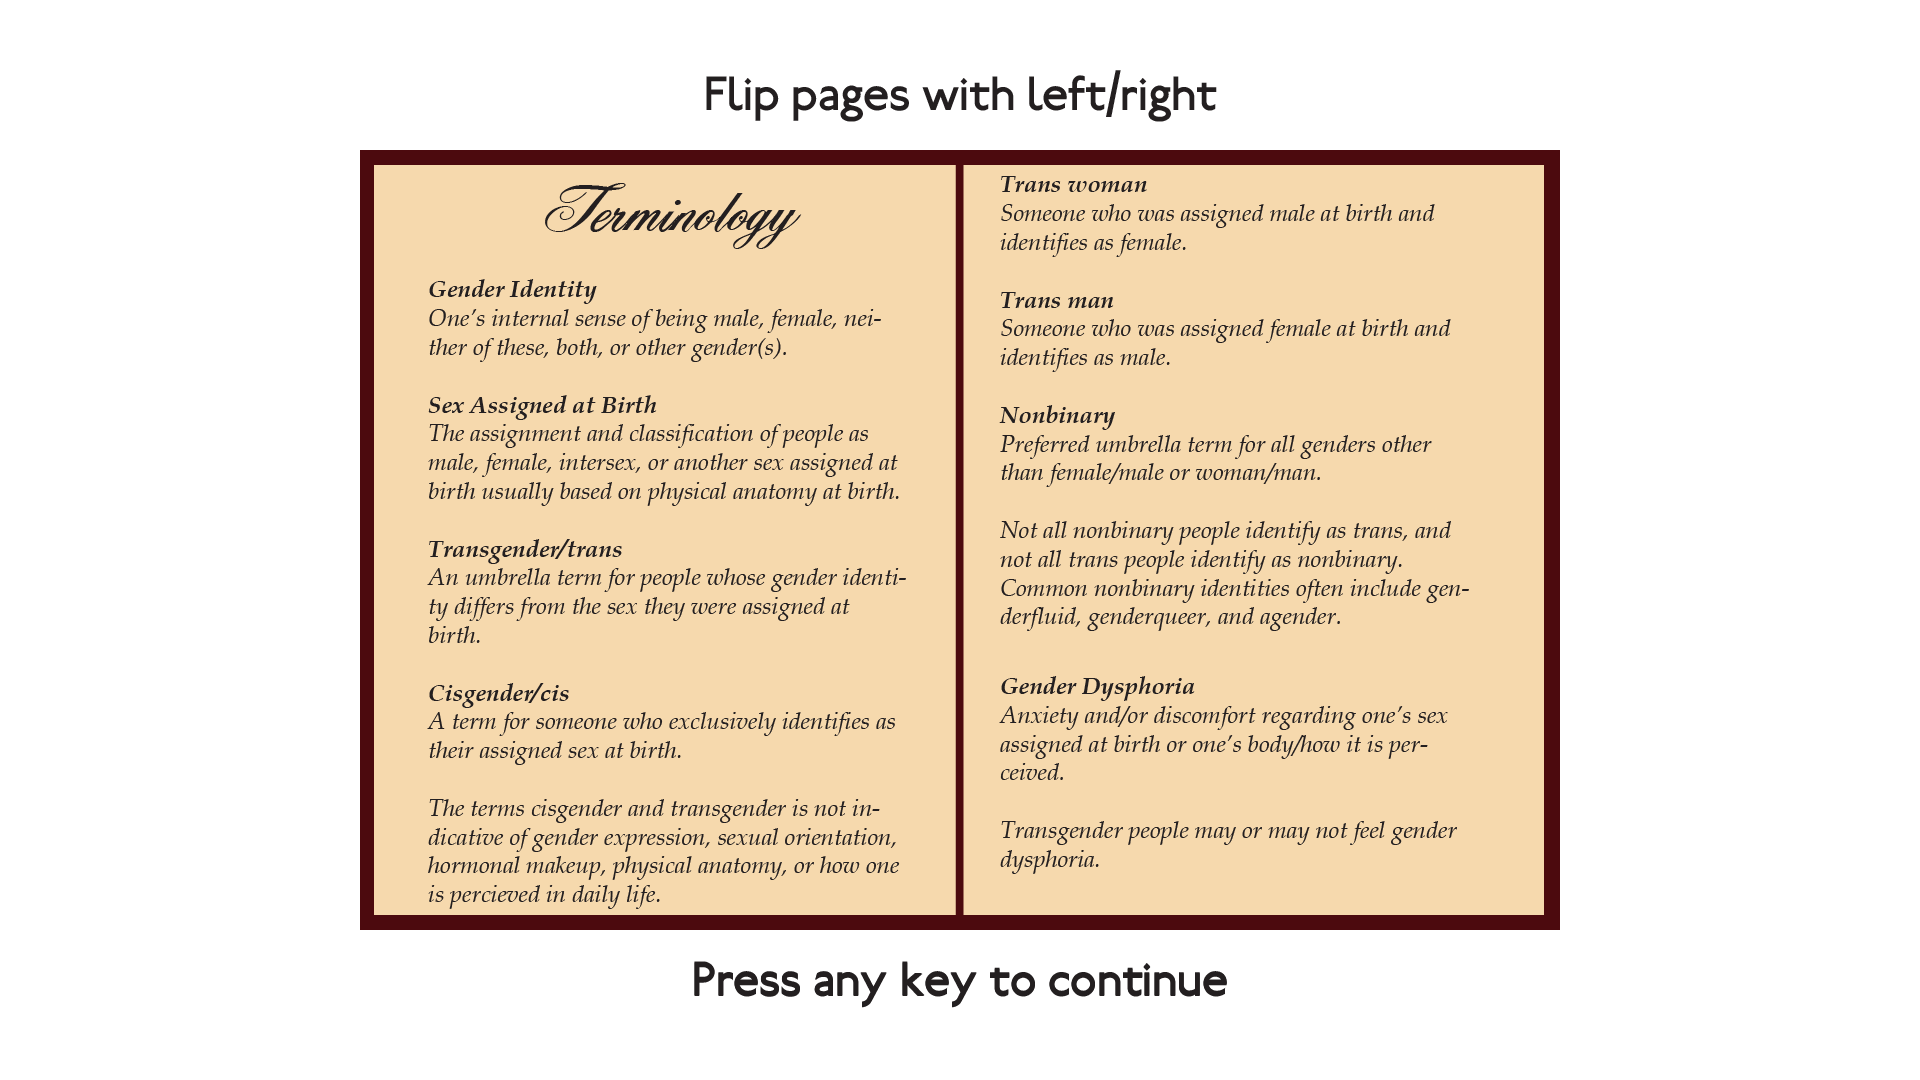 Flip pages with left/right
Terminology
Gender Identity
One's internal sense of being male, female, nei-
ther of these, both, or other gender(s).
Sex Assigned at Birth
The assignment and classification of people as
male, female, intersex, or another sex assigned at
birth usually based on physical anatomy at birth.
Transgender/trans
An umbrella term for people whose gender identi-
ty differs from the sex they were assigned at
birth.
Cisgender/cis
A term for someone who exclusively identifies as
their assigned sex at birth.
The terms cisgender and transgender is not in-
dicative of gender expression, sexual orientation,
hormonal makeup, physical anatomy, or how one
is percieved in daily life.
Trans woman
Someone who was assigned male at birth and
identifies as female.
Trans man
Someone who was assigned female at birth and
identifies as male.
Nonbinary
Preferred umbrella term for all genders other
than female/male or woman/man.
Not all nonbinary people identify as trans, and
not all trans people identify as nonbinary.
Common nonbinary identities often include gen-
derfluid, genderqueer, and agender.
Gender Dysphoria
Anxiety and/or discomfort regarding one's sex
assigned at birth or one's body/how it is per-
ceived.
Transgender people may or may not feel gender
dysphoria.
Press any key to continue